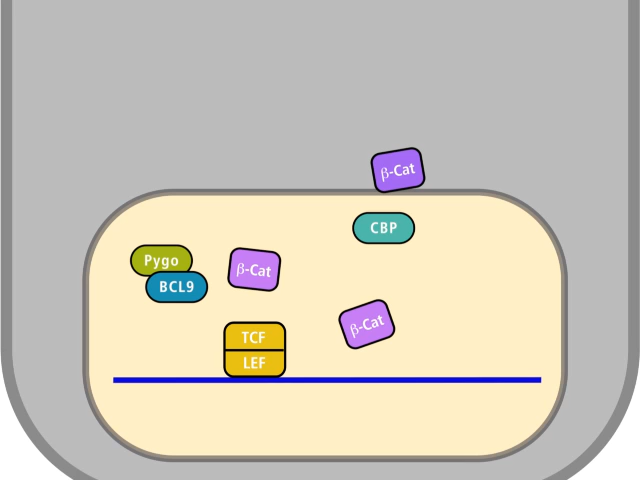 β-Cat
CBP
Pygo
BCL9
β-Cat
β-Cat
TCF
LEF